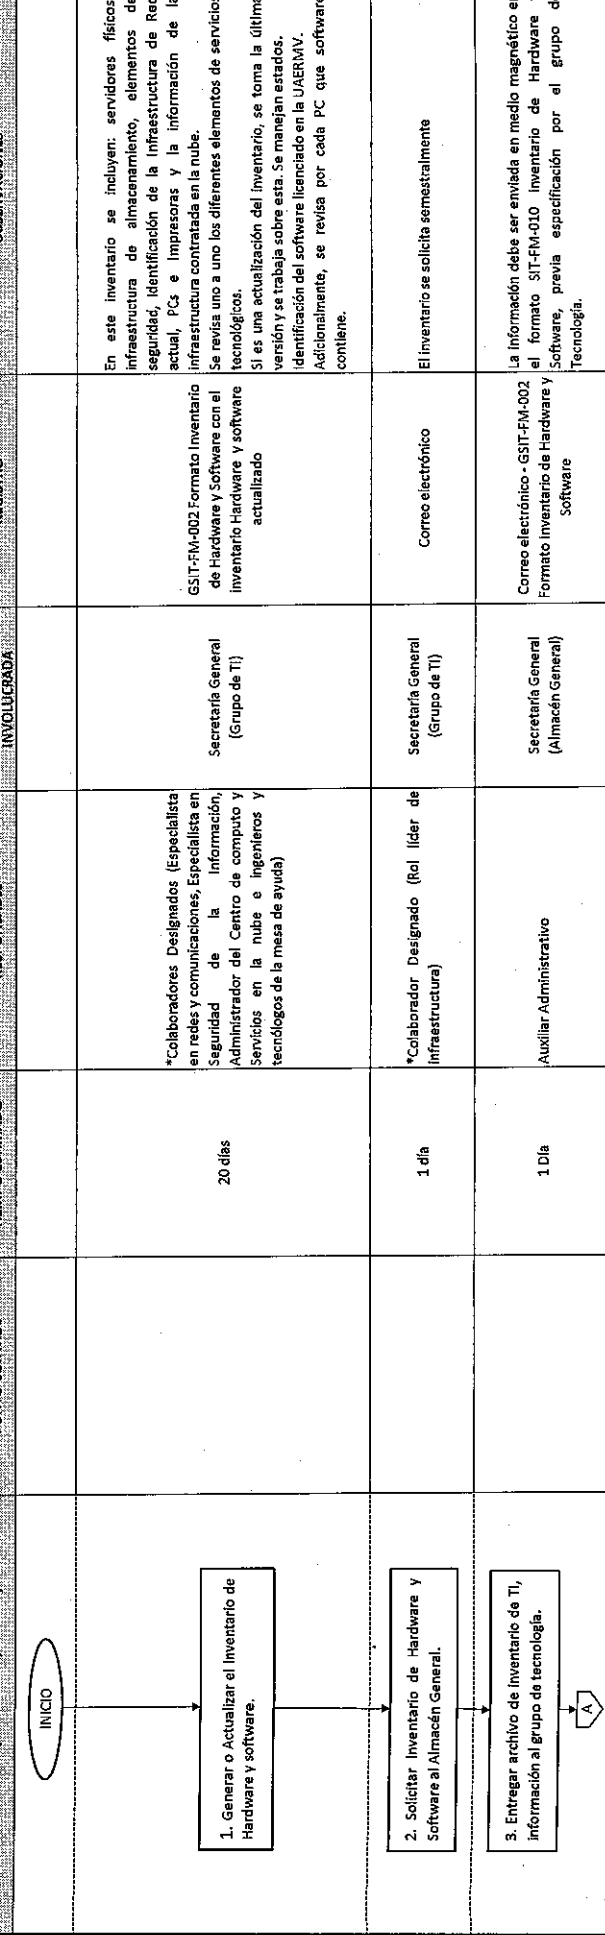 INVOLUCRADA
INICIO
1. Generar o Actualizar el Inventario de
Hardware y software.
20 días
*Colaboradores Designados (Especialista
en redes y comunicaciones, Especialista en
Seguridad de la Información,
Administrador del Centro de computo y
Servicios en la nube e ingenieros y
tecnólogos de la mesa de ayuda)
Secretaría General
(Grupo de TI)
GSIT-FM-002 Formato Inventario
de Hardware y Software con el
inventario Hardware y software
actualizado
En este inventario se incluyen: servidores físicos
infraestructura de almacenamiento, elementos de
seguridad, Identificación de la Infraestructura de Red
actual, PCs e Impresoras y la información de la
infraestructura contratada en la nube.
Se revisa uno a uno los diferentes elementos de servicios
tecnológicos.
Si es una actualización del inventario, se toma la últim
versión y se trabaja sobre esta. Se manejan estados.
Identificación del software licenciado en la UAERMV.
Adicionalmente, se revisa por cada PC que software
contiene.
2. Solicitar Inventario de Hardware y
Software al Almacén General.
1 día
*Colaborador Designado (Rol líder de
infraestructura)
Secretaría General
(Grupo de TI)
Correo electrónico
El inventario se solicita semestralmente
3. Entregar archivo de Inventario de TI,
información al grupo de tecnología.
1 Día
Auxiliar Administrativo
Secretaría General
(Almacén General)
Correo electrónico - GSIT-FM-002
Formato Inventario de Hardware y
Software
La Información debe ser enviada en medio magnético e
el formato SIT-FM-010 Inventario de Hardware
Software, previa especificación por el grupo d
Tecnología.
A